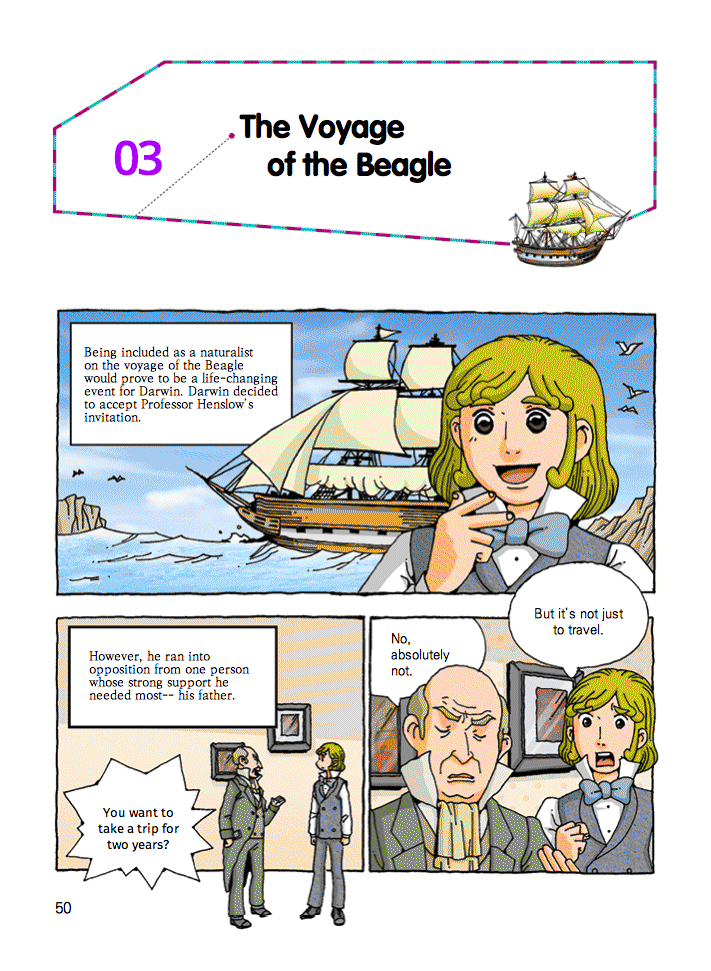 03
The Voyage
of the Beagle
Being included as a naturalist
on the voyage of the Beagle
would prove to be a life-changing
event for Darwin. Darwin decided
to accept Professor Henslow's
invitation.
However, he ran into
opposition from one person
whose strong support he
needed most-- his father.
You want to
take a trip for
two years?
No,
absolutely
not.
But it's not just
to travel.
50